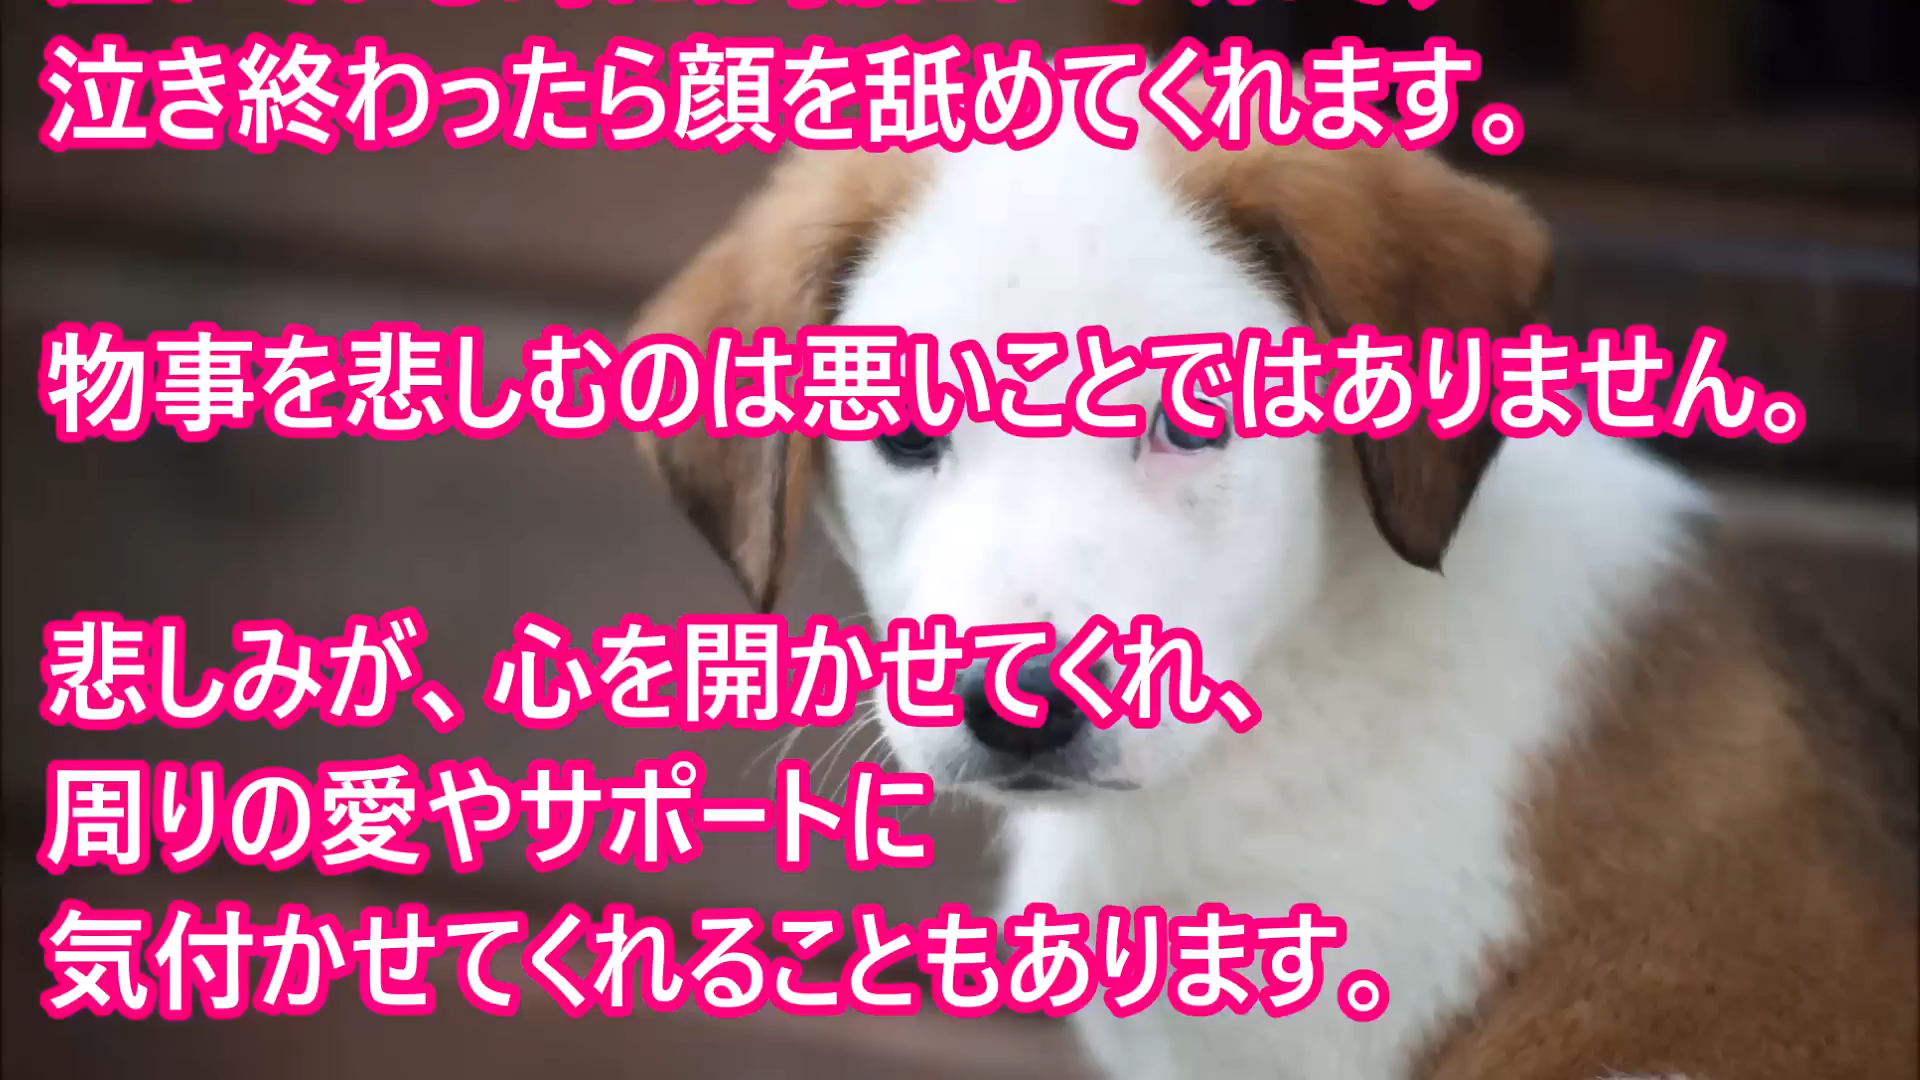 泣き終わったら顔を舐めてくれます。
物事を悲しむのは悪いことではありません。
悲しみが、心を開かせてくれ、
周りの愛やサポートに
気付かせてくれることもあります。